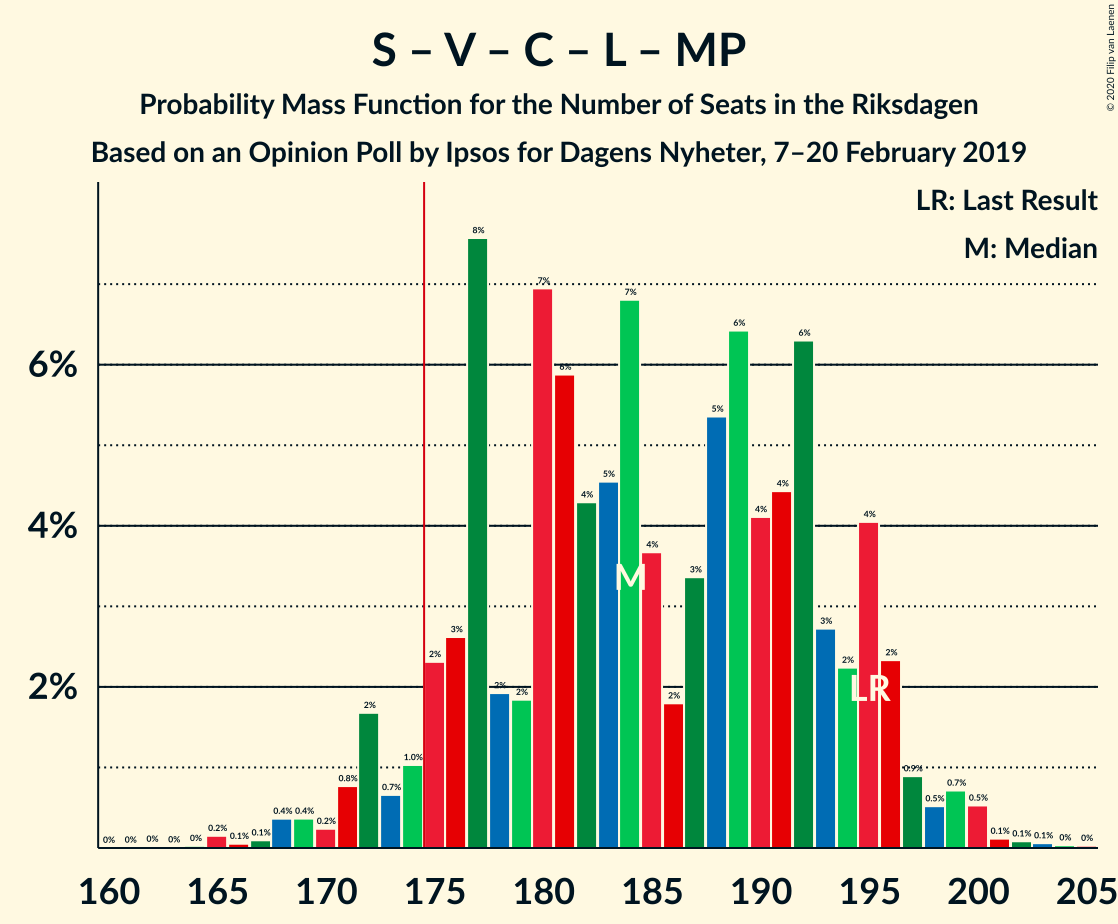 S – V – C – L – MP
Probability Mass Function for the Number of Seats in the Riksdagen
Based on an Opinion Poll by Ipsos for Dagens Nyheter, 7–20 February 2019
© 2020 Filip van Laenen
LR: Last Result
M: Median
6%
4%
2%
0% 0% 0% 0% 0% 0.2% 0.1% 0.1% 0.4% 0.4% 0.2% 0.8% 2% 0.7% 1.0% 2% 3% 8% 2% 2% 7% 6% 4% 5% 7% 4% 2% 3% 5% 6% 4% 4% 6% 3% 2% 4% 2% 0.9% 0.5% 0.7% 0.5% 0.1% 0.1% 0.1% 0% 0%
M
LR
160 165 170 175 180 185 190 195 200 205